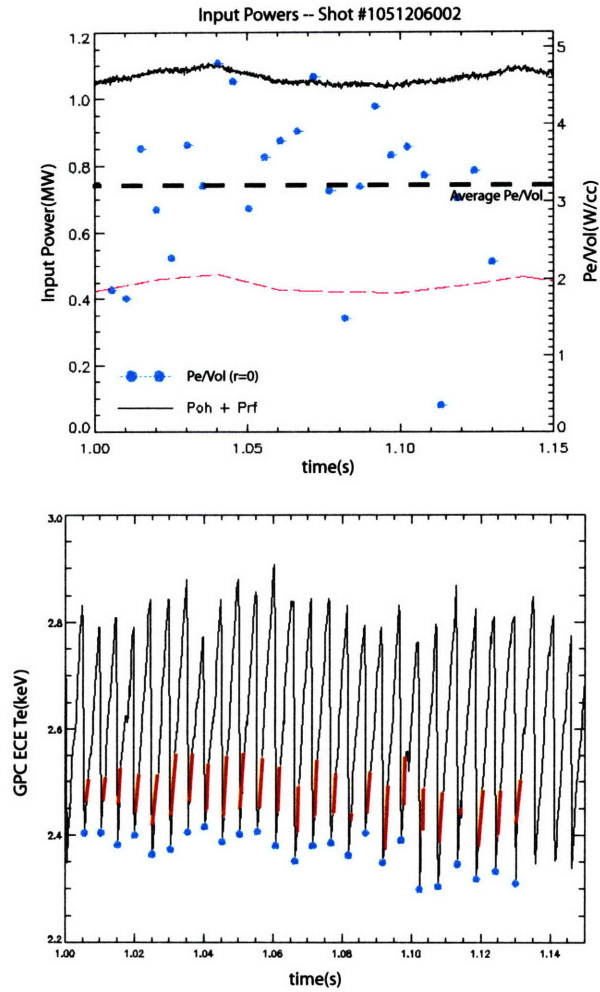 Input Powers -- Shot #1051206002
1.2
1.0
0.8
0.6
0.4
0.2
0.0
Input Power(MW)
5
4
3
2
1
0
Pe/Vol(W/cc)
Average Pe/Vol
Pe/Vol (r=0)
Poh + Prf
1.00 1.05 1.10 1.15
time(s)
3.0
2.8
2.6
2.4
2.2
GPC ECE Te(keV)
1.00 1.02 1.04 1.06 1.08 1.10 1.12 1.14
time(s)